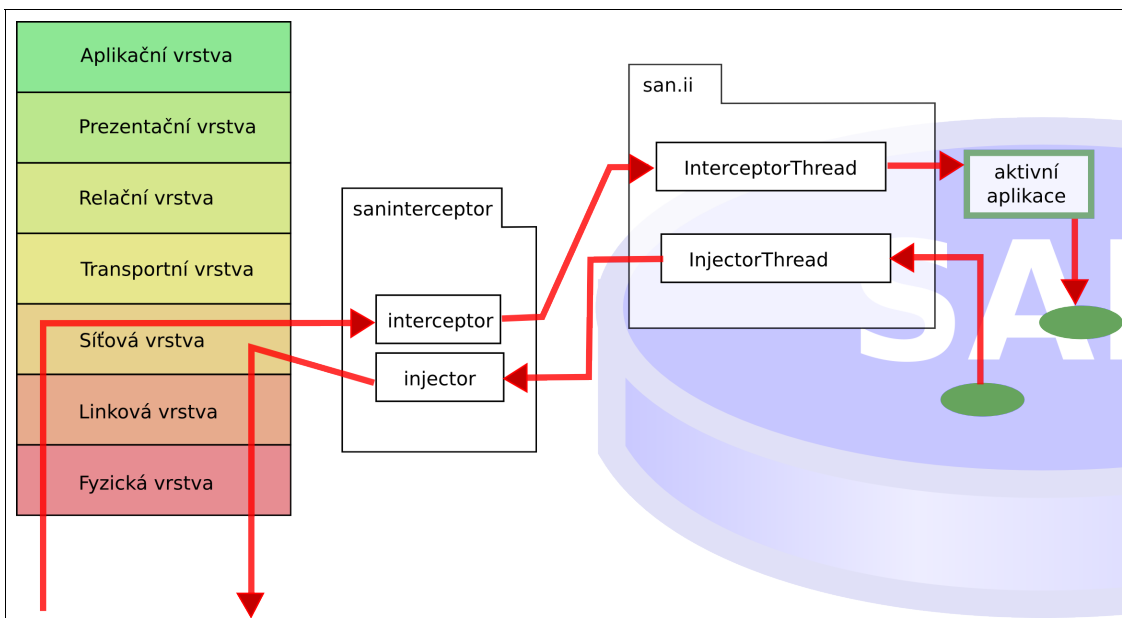 Aplikační vrstva
Prezentační vrstva
Relační vrstva
Transportní vrstva
Síťová vrstva
Linková vrstva
Fyzická vrstva
saninterceptor
interceptor
injector
san.ii
InterceptorThread
InjectorThread
aktivní
aplikace